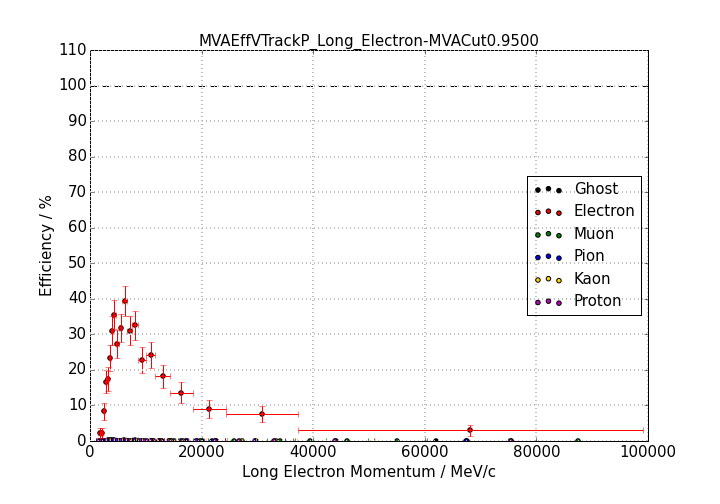 MVAEffVTrackP_Long_Electron-MVACut0.9500
110
100
90
80
70
60
50
40
30
20
10
0
Efficiency / %
Ghost
Electron
Muon
Pion
Kaon
Proton
0 20000 40000 60000 80000 100000
Long Electron Momentum / MeV/c